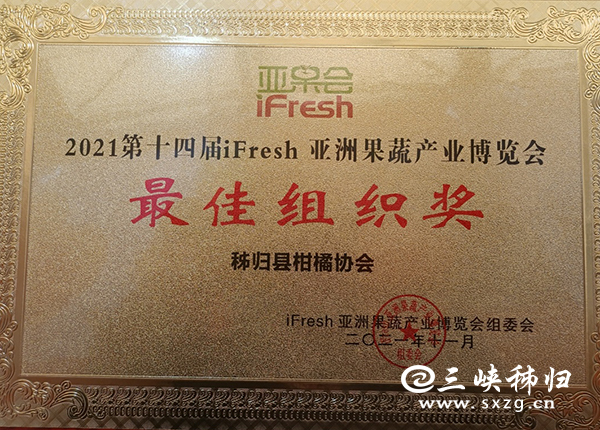 亚果会
iFresh
2021第十四届iFresh 亚洲果蔬产业博览会
最佳组织奖
秭归县柑橘协会
iFresh 亚洲果蔬产业博览会组委会
二〇二一年十一月
组委会
三峡秭归
www.sxzg.cn